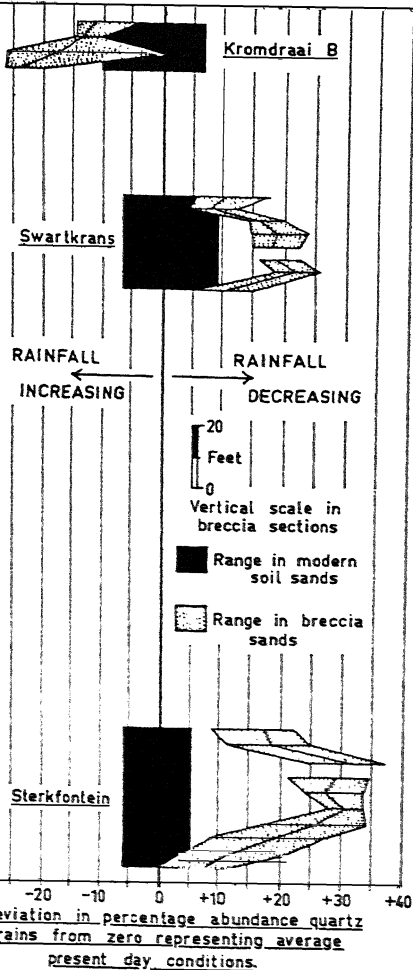 Kromdraai B
Swartkrans
RAINFALL
INCREASING
RAINFALL
DECREASING
20
Feet
0
Vertical scale in
breccia sections
Range in modern
soil sands
Range in breccia
sands
Sterkfontein
-20 -10 0 +10 +20 +30 +40
eviation in percentage abundance quartz
rains from zero representing average
present day conditions.